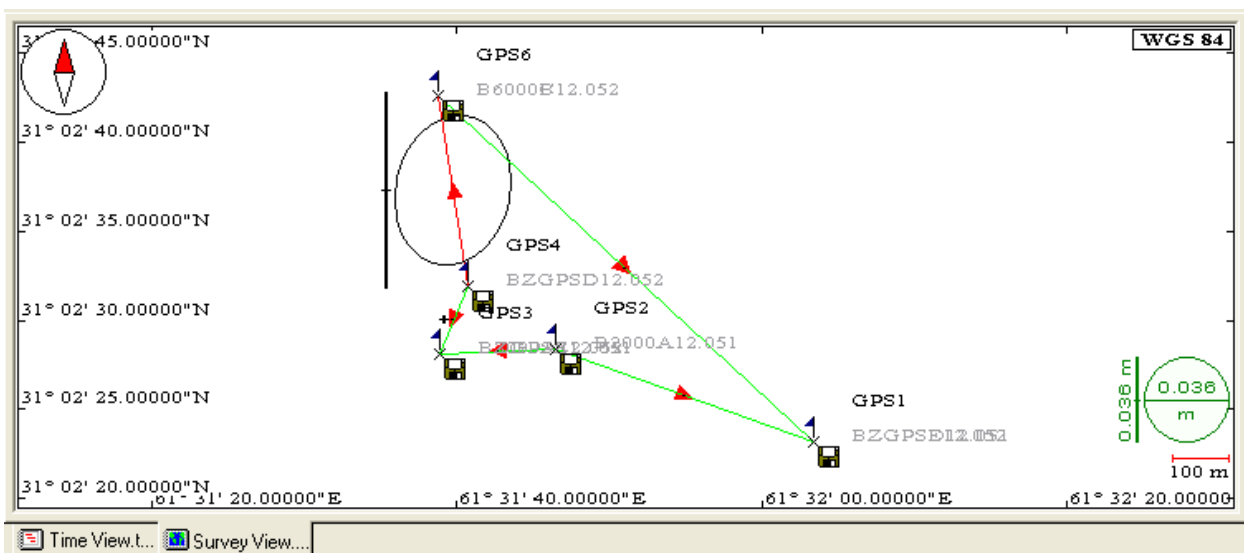 45.00000"N
WGS 84
GPS6
B6000E12.052
31° 02' 40.00000"N
31° 02' 35.00000"N
GPS4
BZGPSD12.052
31° 02' 30.00000"N
GPS3
GPS2
B2000A12.051
31° 02' 25.00000"N
GPS1
0.036 m
0.036
m
100 m
31° 02' 20.00000"N
61° 31' 20.00000"E
61° 31' 40.00000"E
61° 32' 00.00000"E
61° 32' 20.00000
Time View.t...
Survey View....